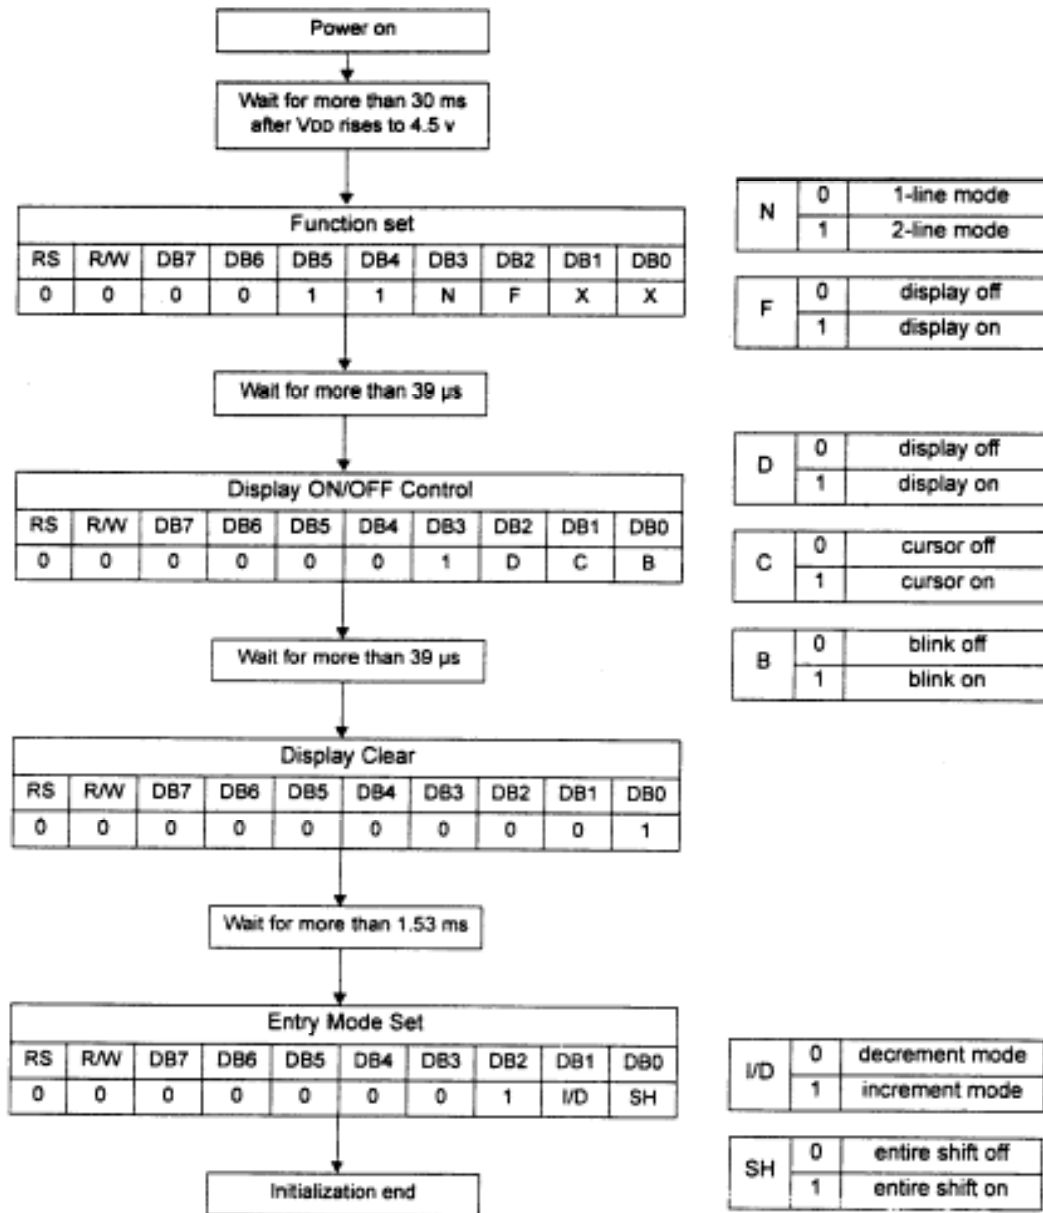 Power on
Wait for more than 30 ms
after VDD rises to 4.5 v
Function set
RS R/W DB7 DB6 DB5 DB4 DB3 DB2 DB1 DB0
0 0 0 0 1 1 N F X X
N 0 1-line mode
1 2-line mode
F 0 display off
1 display on
Wait for more than 39 µs
Display ON/OFF Control
RS R/W DB7 DB6 DB5 DB4 DB3 DB2 DB1 DB0
0 0 0 0 0 0 1 D C B
D 0 display off
1 display on
C 0 cursor off
1 cursor on
B 0 blink off
1 blink on
Wait for more than 39 µs
Display Clear
RS R/W DB7 DB6 DB5 DB4 DB3 DB2 DB1 DB0
0 0 0 0 0 0 0 0 0 1
Wait for more than 1.53 ms
Entry Mode Set
RS R/W DB7 DB6 DB5 DB4 DB3 DB2 DB1 DB0
0 0 0 0 0 0 0 1 I/D SH
I/D 0 decrement mode
1 increment mode
SH 0 entire shift off
1 entire shift on
Initialization end